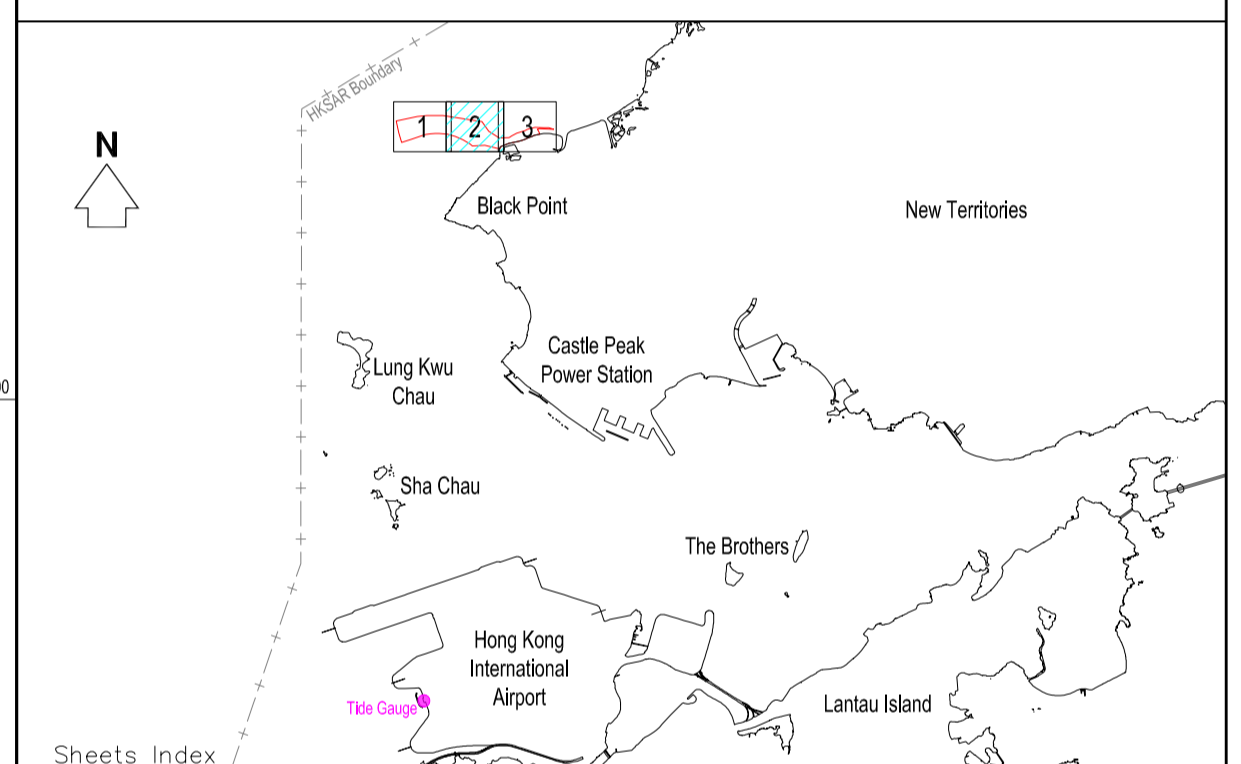 HKSAR Boundary
1 2 3
N
Black Point
New Territories
Castle Peak
Power Station
Lung Kwu
Chau
Sha Chau
The Brothers
Hong Kong
International
Airport
Tide Gauge
Lantau Island
Sheets Index